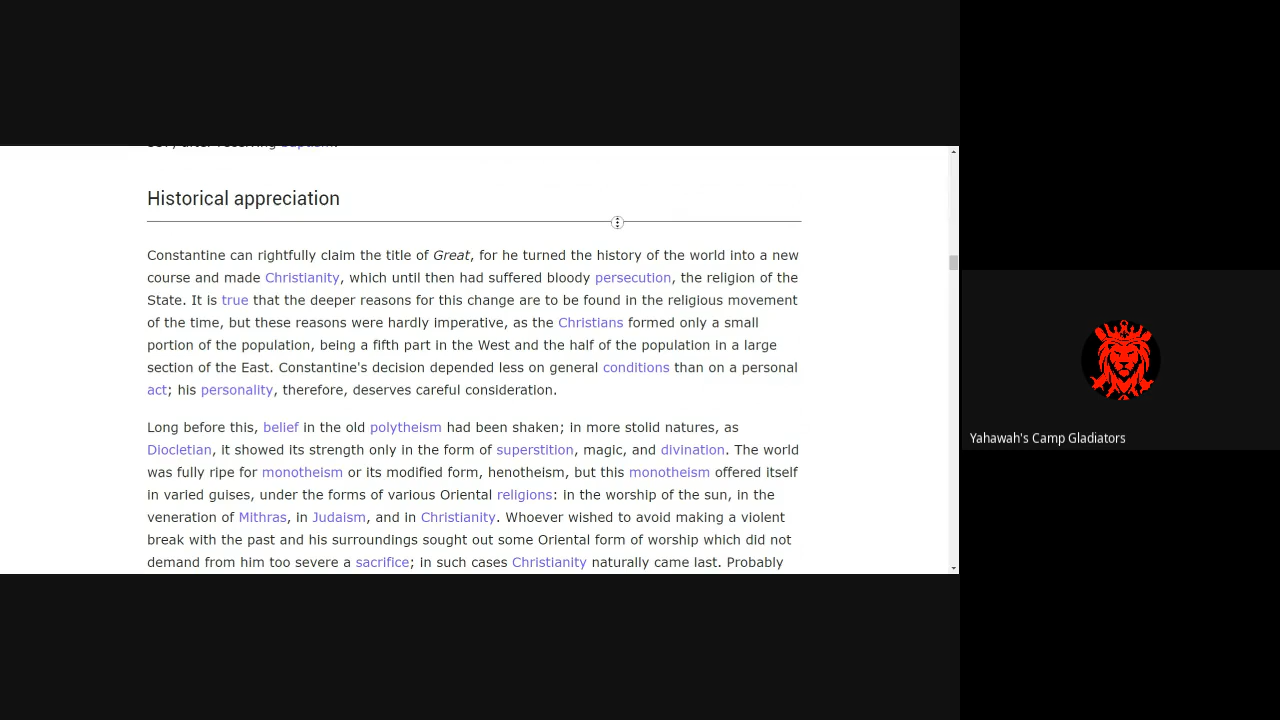 Historical appreciation
Constantine can rightfully claim the title of Great, for he turned the history of the world into a new
course and made Christianity, which until then had suffered bloody persecution, the religion of the
State. It is true that the deeper reasons for this change are to be found in the religious movement
of the time, but these reasons were hardly imperative, as the Christians formed only a small
portion of the population, being a fifth part in the West and the half of the population in a large
section of the East. Constantine's decision depended less on general conditions than on a personal
act; his personality, therefore, deserves careful consideration.
Long before this, belief in the old polytheism had been shaken; in more stolid natures, as
Diocletian, it showed its strength only in the form of superstition, magic, and divination. The world
was fully ripe for monotheism or its modified form, henotheism, but this monotheism offered itself
in varied guises, under the forms of various Oriental religions: in the worship of the sun, in the
veneration of Mithras, in Judaism, and in Christianity. Whoever wished to avoid making a violent
break with the past and his surroundings sought out some Oriental form of worship which did not
demand from him too severe a sacrifice; in such cases Christianity naturally came last. Probably
Yahawah's Camp Gladiators